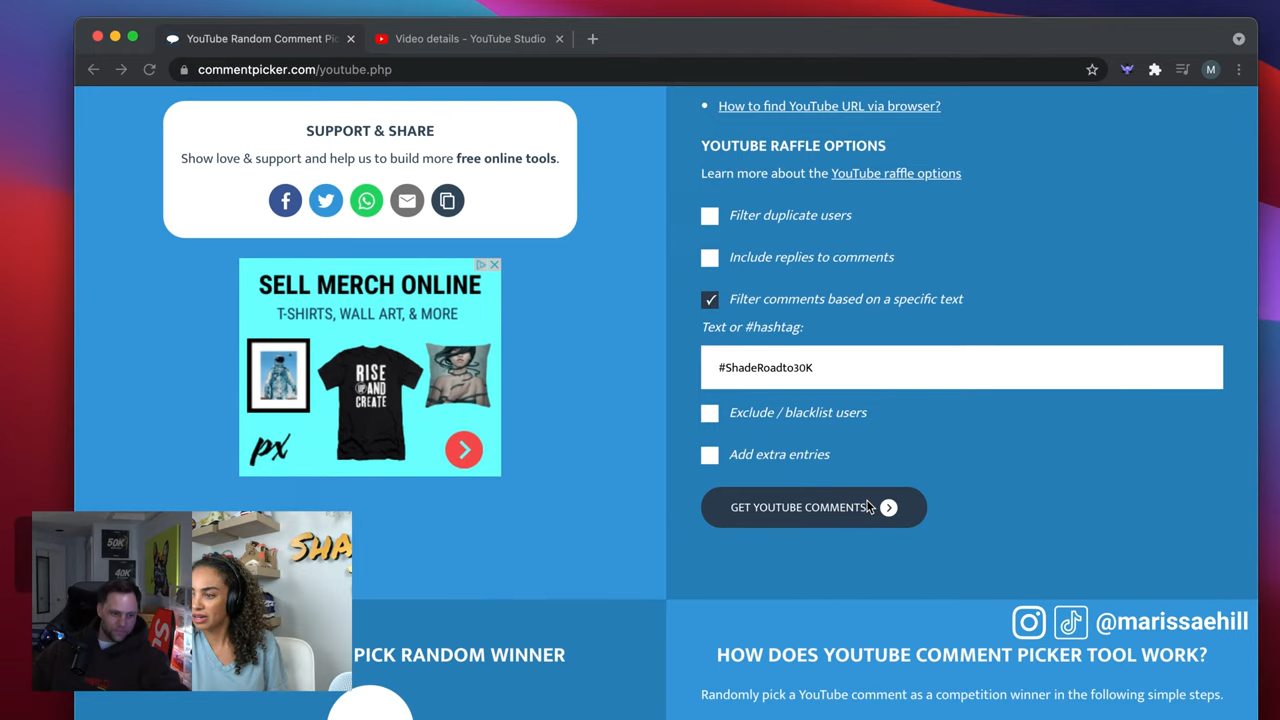 YouTube Random Comment Pic
Video details - YouTube Studio
commentpicker.com/youtube.php
M
SUPPORT & SHARE
Show love & support and help us to build more free online tools.
SELL MERCH ONLINE
T-SHIRTS, WALL ART, & MORE
RISE
UP AND
CREATE
px
How to find YouTube URL via browser?
YOUTUBE RAFFLE OPTIONS
Learn more about the YouTube raffle options
Filter duplicate users
Include replies to comments
Filter comments based on a specific text
Text or #hashtag:
#ShadeRoadto30K
Exclude / blacklist users
Add extra entries
GET YOUTUBE COMMENTS
50K
40K
SHA
@marissaehill
PICK RANDOM WINNER
HOW DOES YOUTUBE COMMENT PICKER TOOL WORK?
Randomly pick a YouTube comment as a competition winner in the following simple steps.